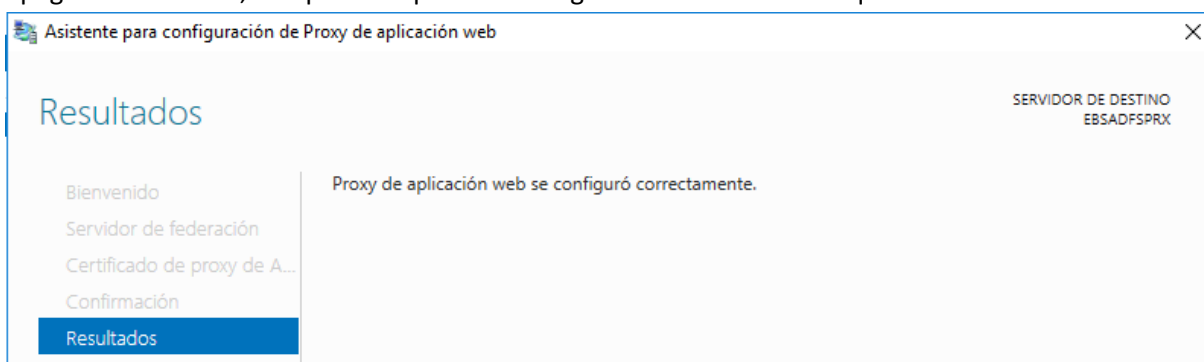 Asistente para configuración de Proxy de aplicación web
Resultados
SERVIDOR DE DESTINO
EBSADFSPRX
Bienvenido
Servidor de federación
Certificado de proxy de A...
Confirmación
Resultados
Proxy de aplicación web se configuró correctamente.